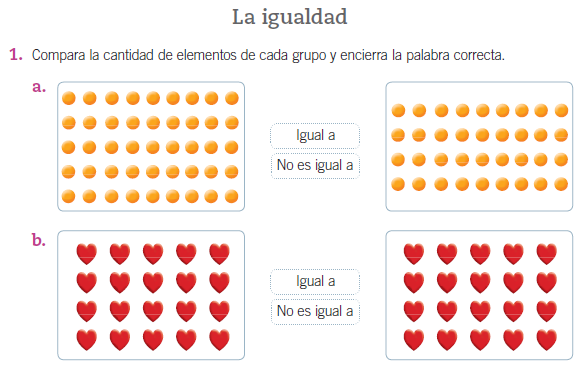 La igualdad
1. Compara la cantidad de elementos de cada grupo y encierra la palabra correcta.
a.
Igual a
No es igual a
b.
Igual a
No es igual a